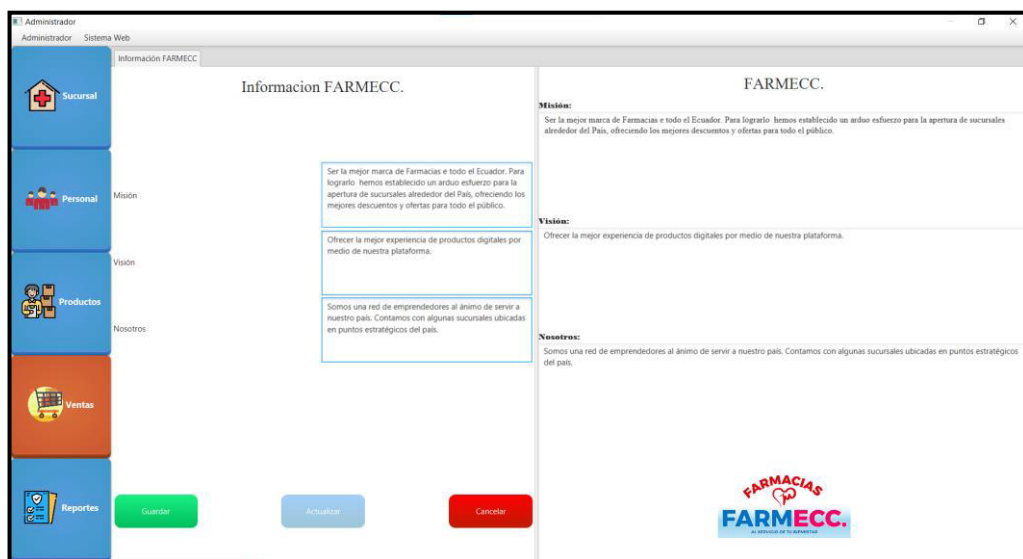 Administrador
Administrador Sistema Web
Información FARMECC
Sucursal
Personal
Productos
Ventas
Reportes
Informacion FARMECC.
Misión
Ser la mejor marca de Farmacias e todo el Ecuador. Para
lograrlo hemos establecido un arduo esfuerzo para la
apertura de sucursales alrededor del País, ofreciendo los
mejores descuentos y ofertas para todo el público.
Visión
Ofrecer la mejor experiencia de productos digitales por
medio de nuestra plataforma.
Nosotros
Somos una red de emprendedores al ánimo de servir a
nuestro país. Contamos con algunas sucursales ubicadas
en puntos estratégicos del país.
Guardar
Actualizar
Cancelar
FARMECC.
Misión:
Ser la mejor marca de Farmacias e todo el Ecuador. Para lograrlo hemos establecido un arduo esfuerzo para la apertura de sucursales
alrededor del País, ofreciendo los mejores descuentos y ofertas para todo el público.
Visión:
Ofrecer la mejor experiencia de productos digitales por medio de nuestra plataforma.
Nosotros:
Somos una red de emprendedores al ánimo de servir a nuestro país. Contamos con algunas sucursales ubicadas en puntos estratégicos
del país.
FARMACIAS
FARMECC.
AL SERVICIO DE TU BIENESTAR